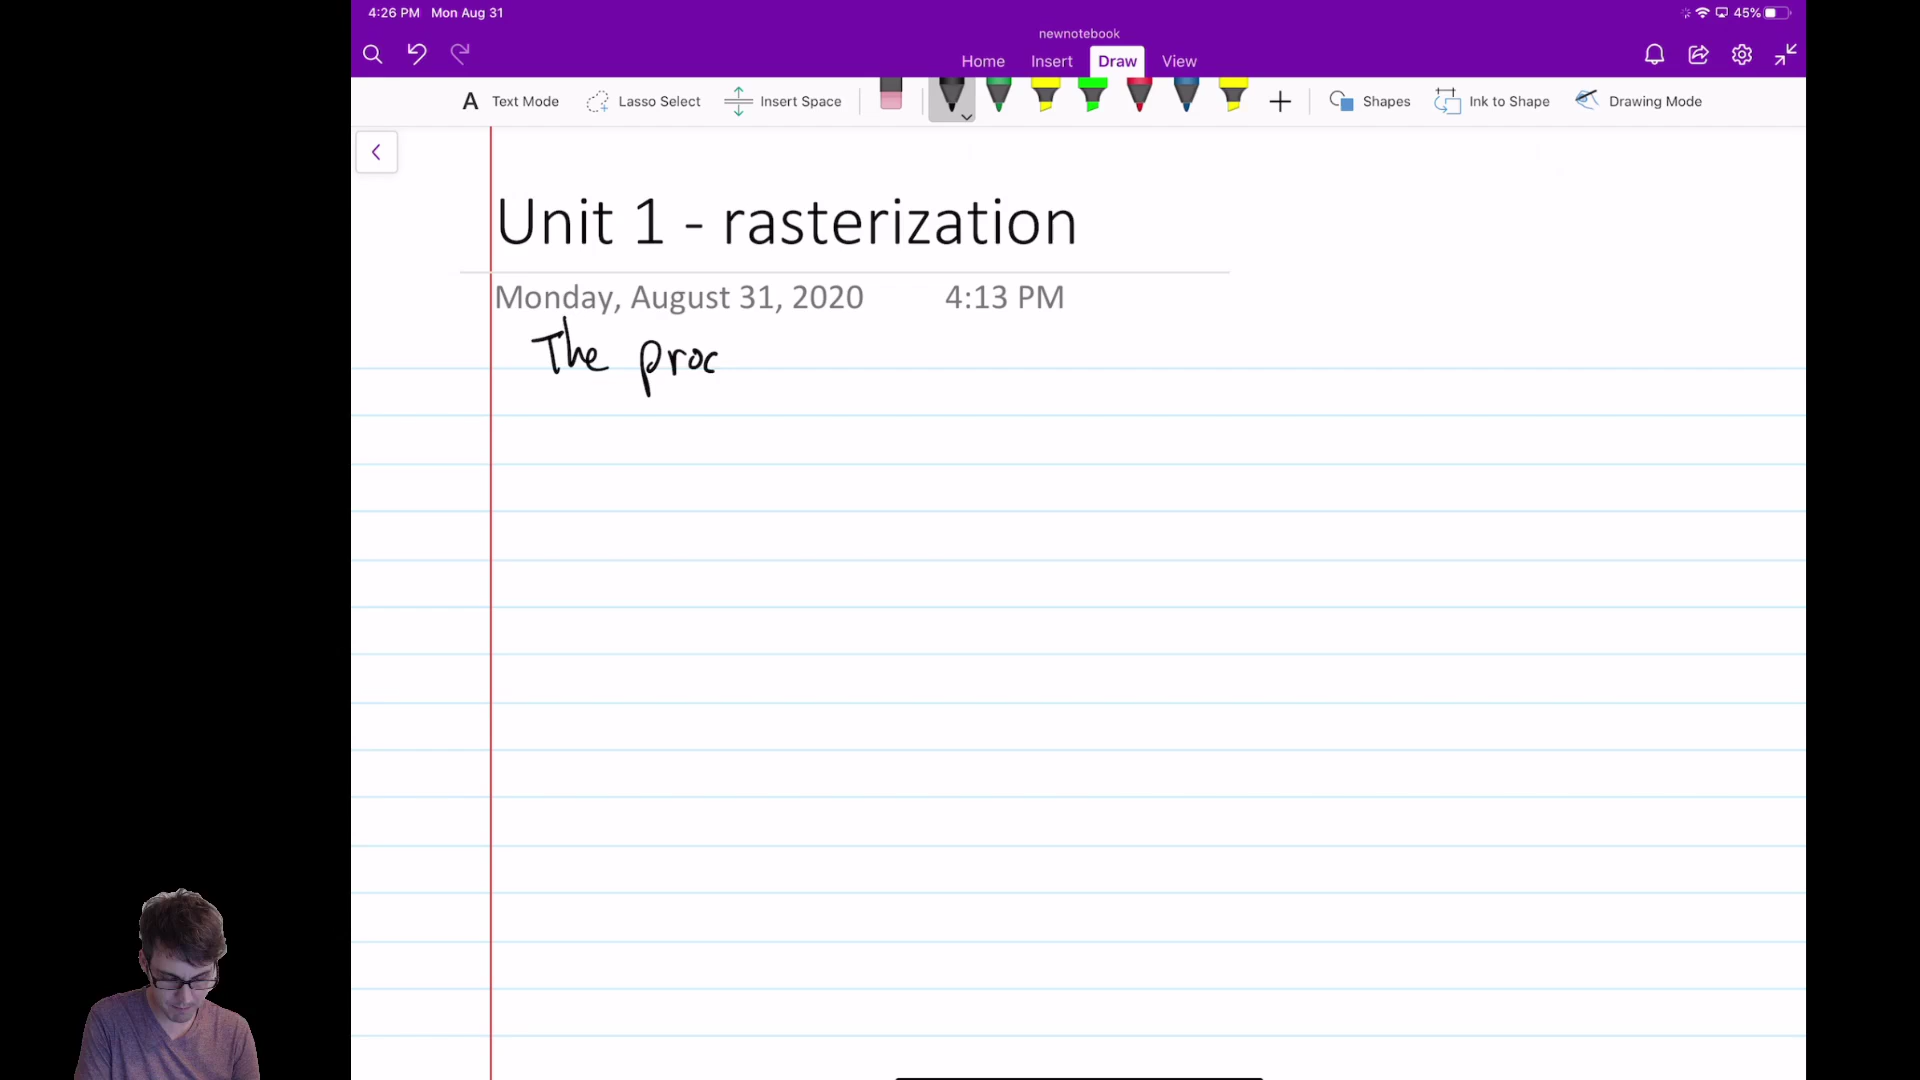 4:26 PM Mon Aug 31 45%
newnotebook
Home Insert Draw View
A Text Mode Lasso Select Insert Space Shapes Ink to Shape Drawing Mode
Unit 1 - rasterization
Monday, August 31, 2020 4:13 PM
The proc